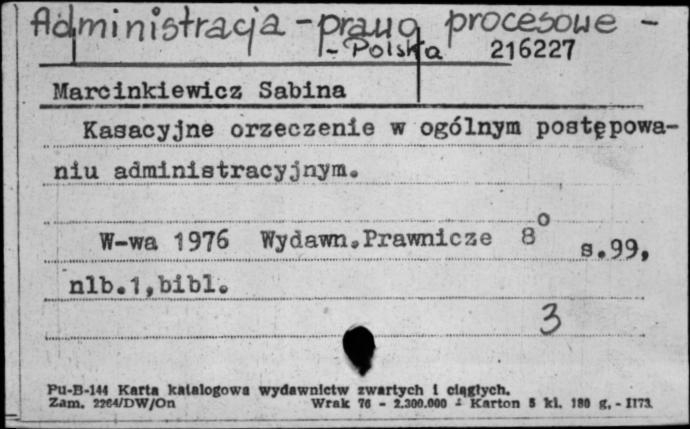 Administracja - prawo procesowe -
- Polska 216227
Marcinkiewicz Sabina
Kasacyjne orzeczenie w ogólnym postępowa-
niu administracyjnym.
W-wa 1976 Wydawn.Prawnicze 8° s.99,
nlb.1,bibl.
3
Pu-B-144 Karta katalogowa wydawnictw zwartych i ciągłych.
Zam. 2264/DW/On Wrak 76 - 2.300.000 - Karton 5 kl. 180 g. - II73.